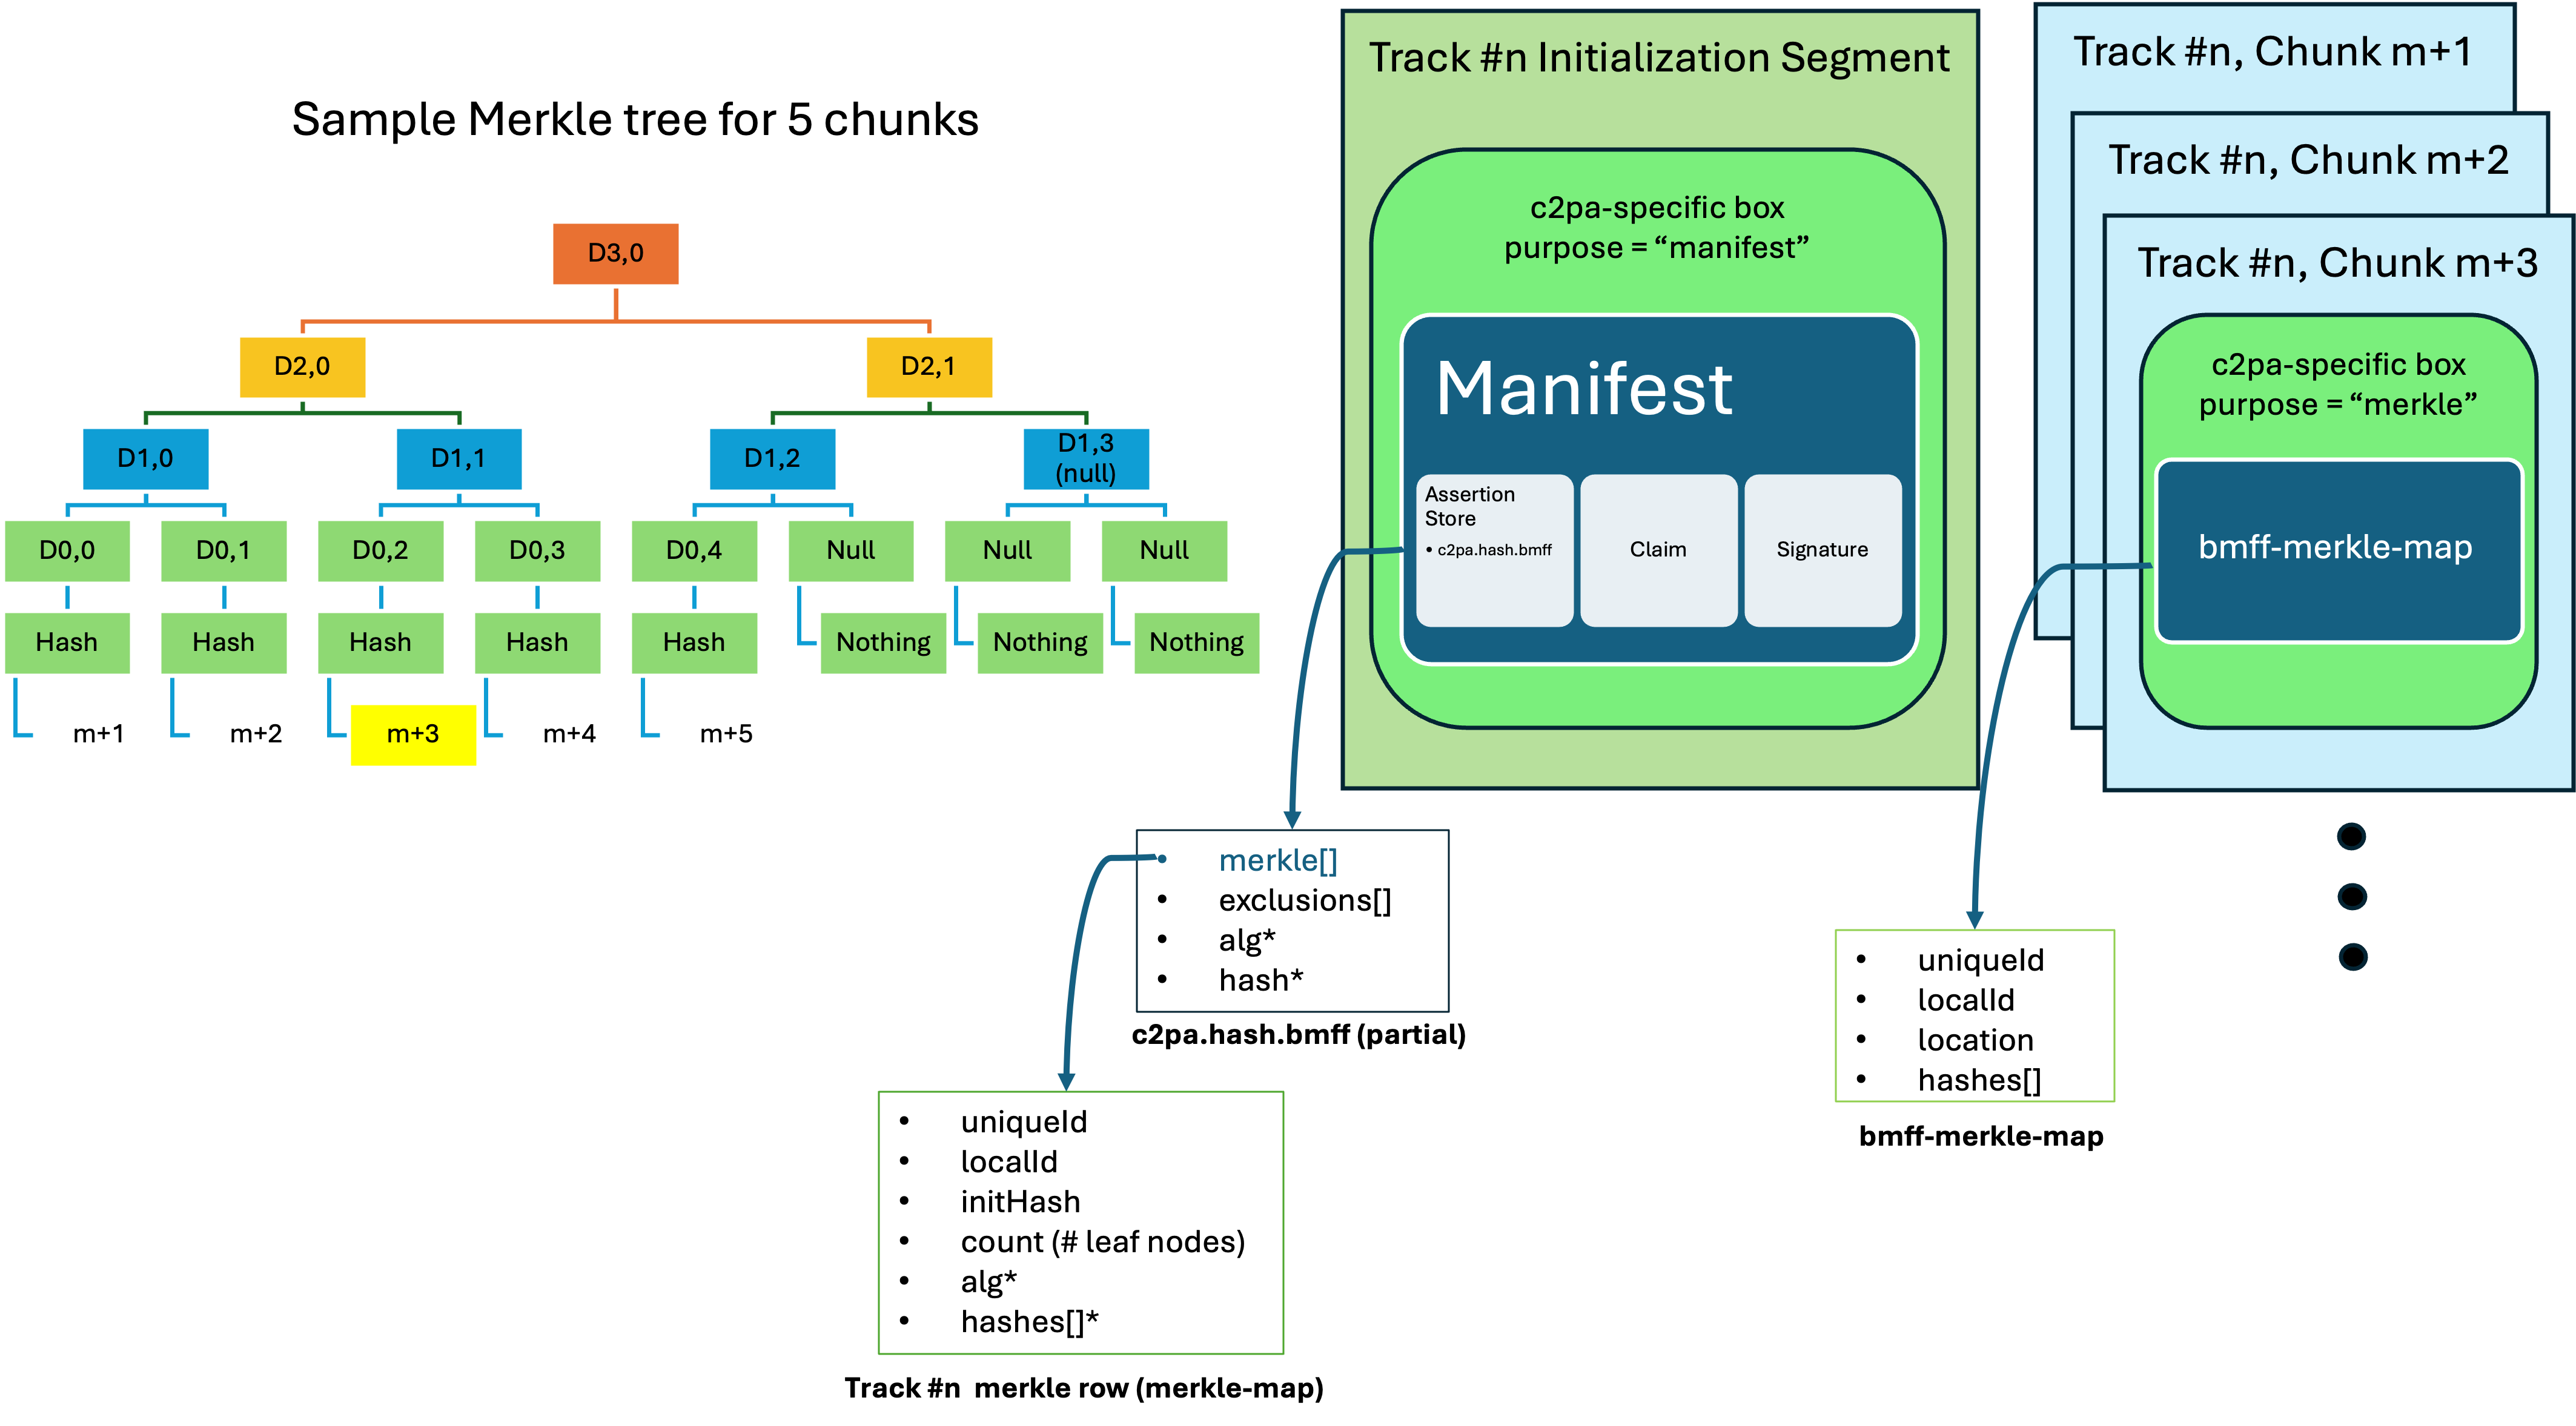 Sample Merkle tree for 5 chunks
D3,0
D2,0
D2,1
D1,0
D1,1
D1,2
D1,3
(null)
D0,0
D0,1
D0,2
D0,3
D0,4
Null
Null
Null
Hash
Hash
Hash
Hash
Hash
Nothing
Nothing
Nothing
m+1
m+2
m+3
m+4
m+5
Track #n Initialization Segment
c2pa-specific box
purpose = “manifest”
Manifest
Assertion
Store
• c2pa.hash.bmff
Claim
Signature
Track #n, Chunk m+1
Track #n, Chunk m+2
Track #n, Chunk m+3
c2pa-specific box
purpose = “merkle”
bmff-merkle-map
• merkle[]
• exclusions[]
• alg*
• hash*
c2pa.hash.bmff (partial)
• uniqueId
• localId
• initHash
• count (# leaf nodes)
• alg*
• hashes[]*
Track #n  merkle row (merkle-map)
• uniqueId
• localId
• location
• hashes[]
bmff-merkle-map